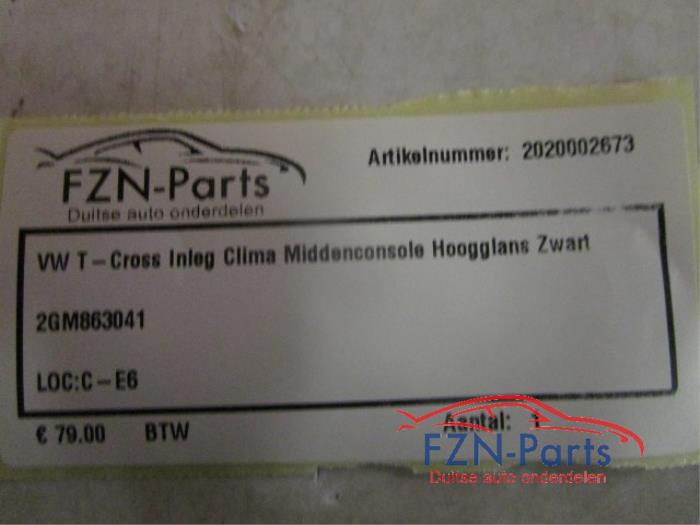 FZN-Parts
Duitse auto onderdelen
Artikelnummer: 2020002673
VW T-Cross Inleg Clima Middenconsole Hoogglans Zwart
2GM863041
LOC:C-E6
€ 79.00 BTW
Aantal: 1
FZN-Parts
Duitse auto onderdelen